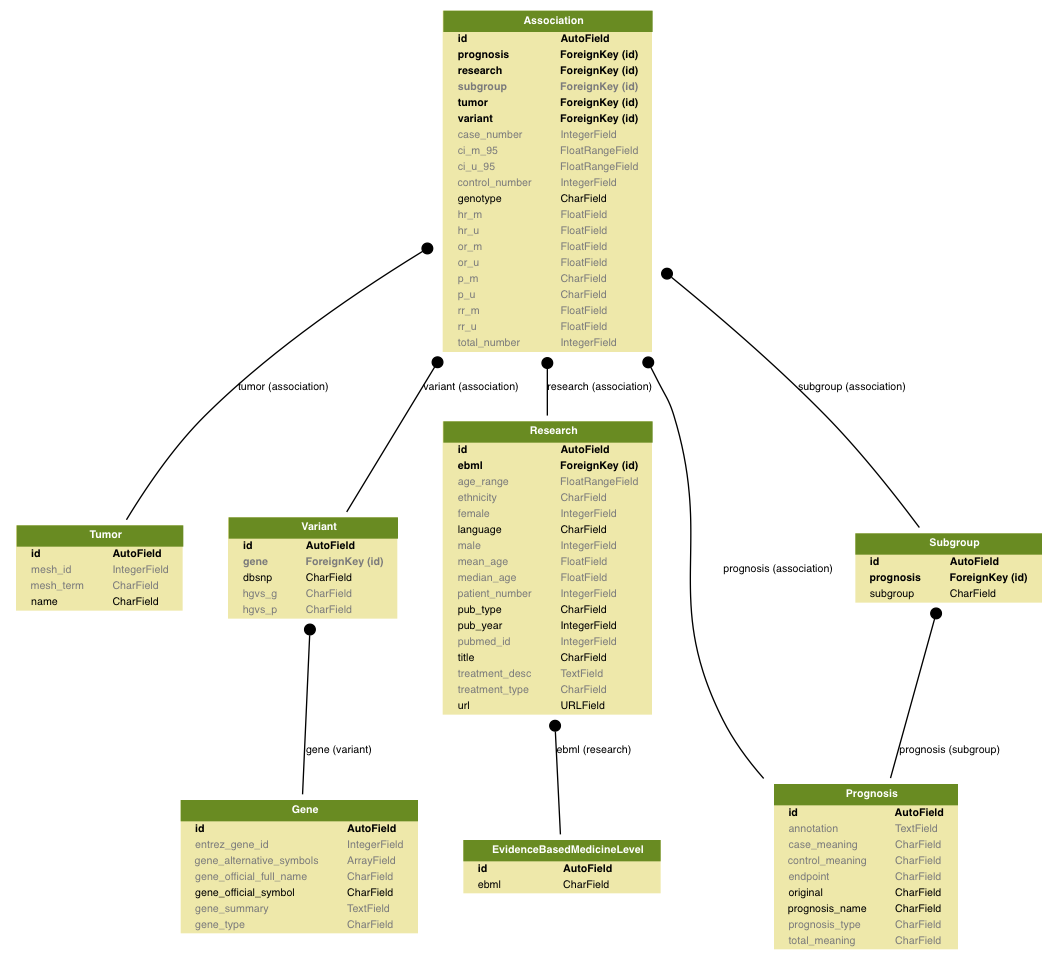 Association
id AutoField
prognosis ForeignKey (id)
research ForeignKey (id)
subgroup ForeignKey (id)
tumor ForeignKey (id)
variant ForeignKey (id)
case_number IntegerField
ci_m_95 FloatRangeField
ci_u_95 FloatRangeField
control_number IntegerField
genotype CharField
hr_m FloatField
hr_u FloatField
or_m FloatField
or_u FloatField
p_m CharField
p_u CharField
rr_m FloatField
rr_u FloatField
total_number IntegerField
tumor (association)
variant (association)
research (association)
subgroup (association)
Research
id AutoField
ebml ForeignKey (id)
age_range FloatRangeField
ethnicity CharField
female IntegerField
language CharField
male IntegerField
mean_age FloatField
median_age FloatField
patient_number IntegerField
pub_type CharField
pub_year IntegerField
pubmed_id IntegerField
title CharField
treatment_desc TextField
treatment_type CharField
url URLField
Tumor
id AutoField
mesh_id IntegerField
mesh_term CharField
name CharField
Variant
id AutoField
gene ForeignKey (id)
dbsnp CharField
hgvs_g CharField
hgvs_p CharField
prognosis (association)
Subgroup
id AutoField
prognosis ForeignKey (id)
subgroup CharField
gene (variant)
ebml (research)
prognosis (subgroup)
Gene
id AutoField
entrez_gene_id IntegerField
gene_alternative_symbols ArrayField
gene_official_full_name CharField
gene_official_symbol CharField
gene_summary TextField
gene_type CharField
EvidenceBasedMedicineLevel
id AutoField
ebml CharField
Prognosis
id AutoField
annotation TextField
case_meaning CharField
control_meaning CharField
endpoint CharField
original CharField
prognosis_name CharField
prognosis_type CharField
total_meaning CharField